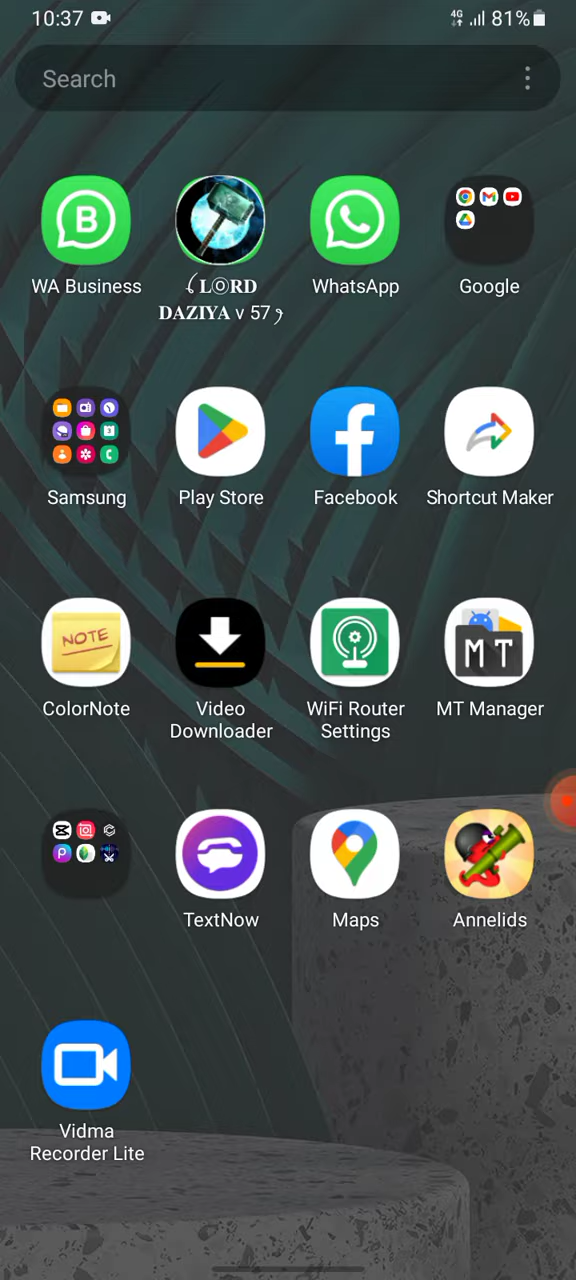 10:37
4G 81%
Search
B
WA Business
⟅ 𝐋Ⓞ𝐑𝐃 WhatsApp Google
𝐃𝐀𝐙𝐈𝐘𝐀 v 57 ⟆
Samsung Play Store Facebook Shortcut Maker
NOTE
M T
ColorNote Video WiFi Router MT Manager
Downloader Settings
TextNow Maps Annelids
Vidma
Recorder Lite